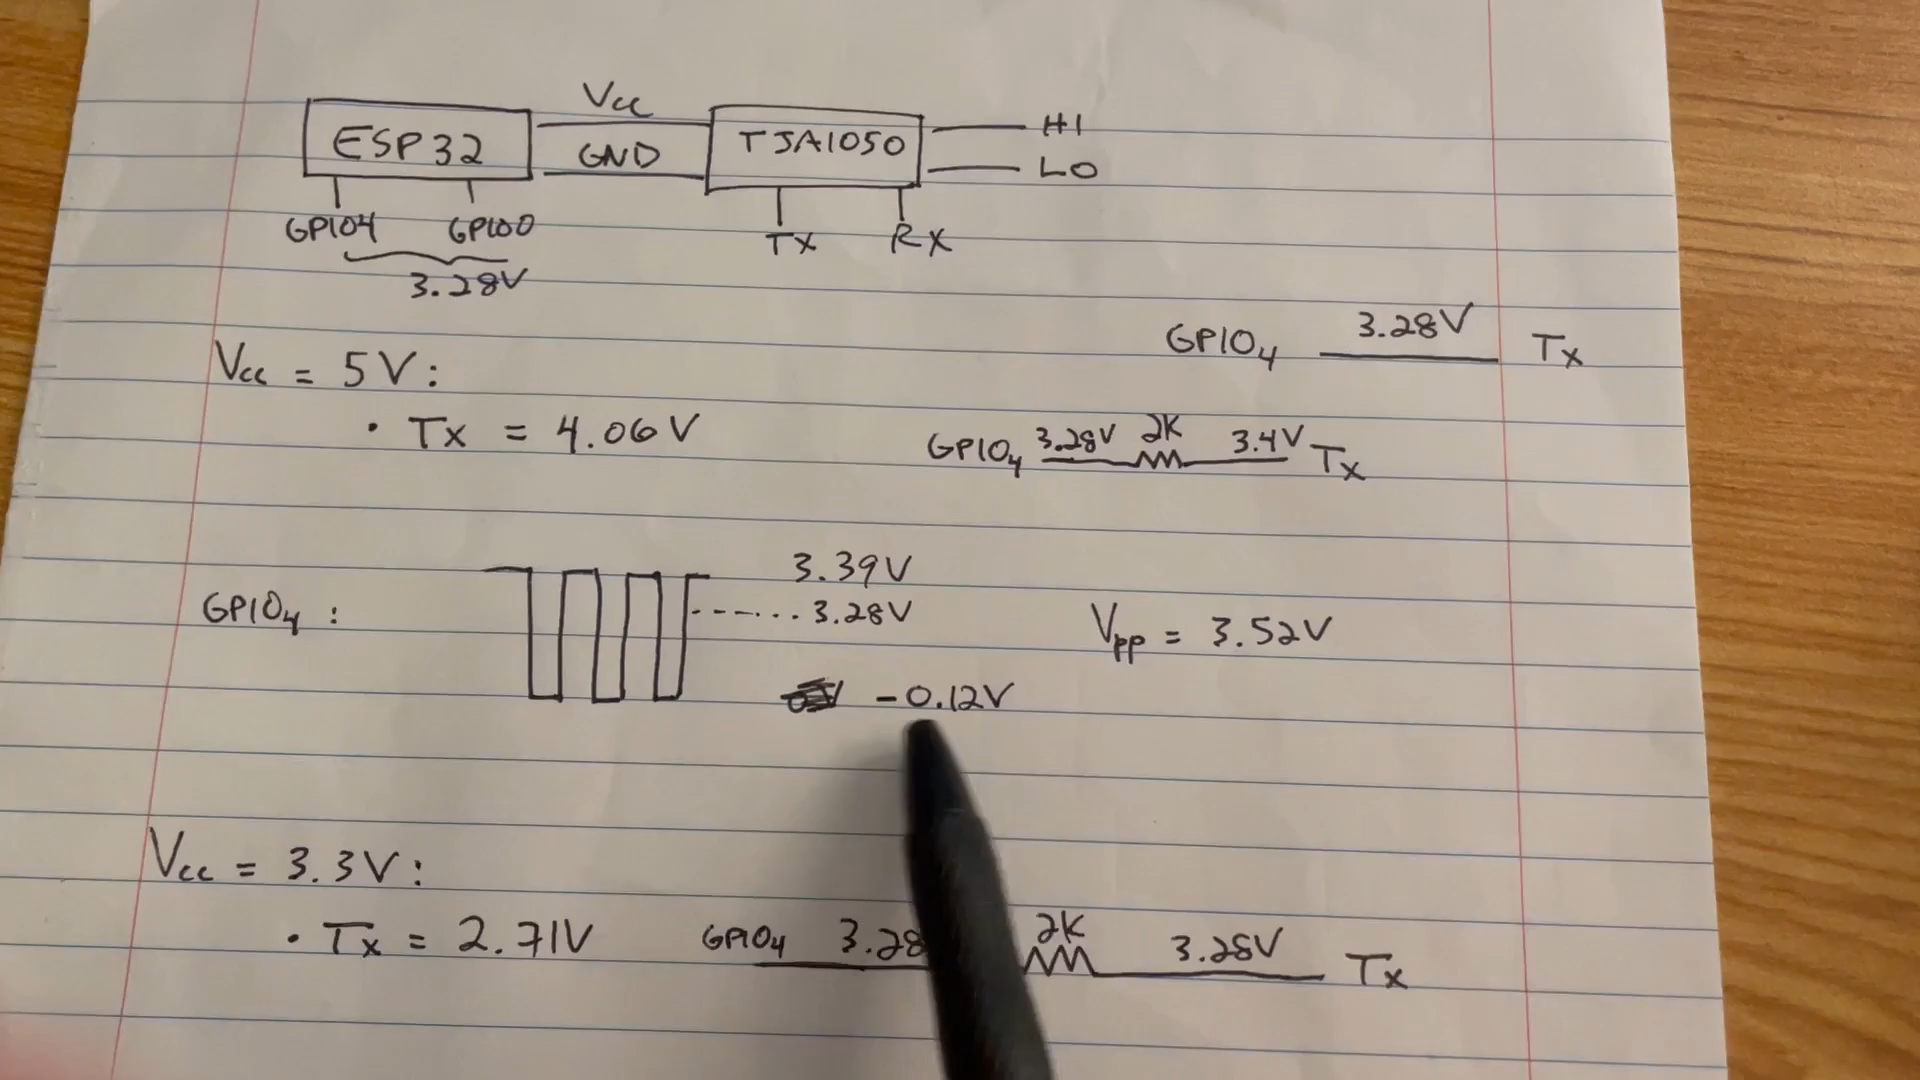 Vcc
ESP32 GND TJA1050 HI
LO
GPIO4 GPIO0 Tx Rx
3.28V
GPIO4 3.28V Tx
Vcc = 5V:
• Tx = 4.06V
GPIO4 3.28V 2K 3.4V Tx
GPIO4 :
3.39V
3.28V
Vpp = 3.52V
-0.12V
Vcc = 3.3V:
• Tx = 2.71V
GPIO4 3.28 2K 3.28V Tx